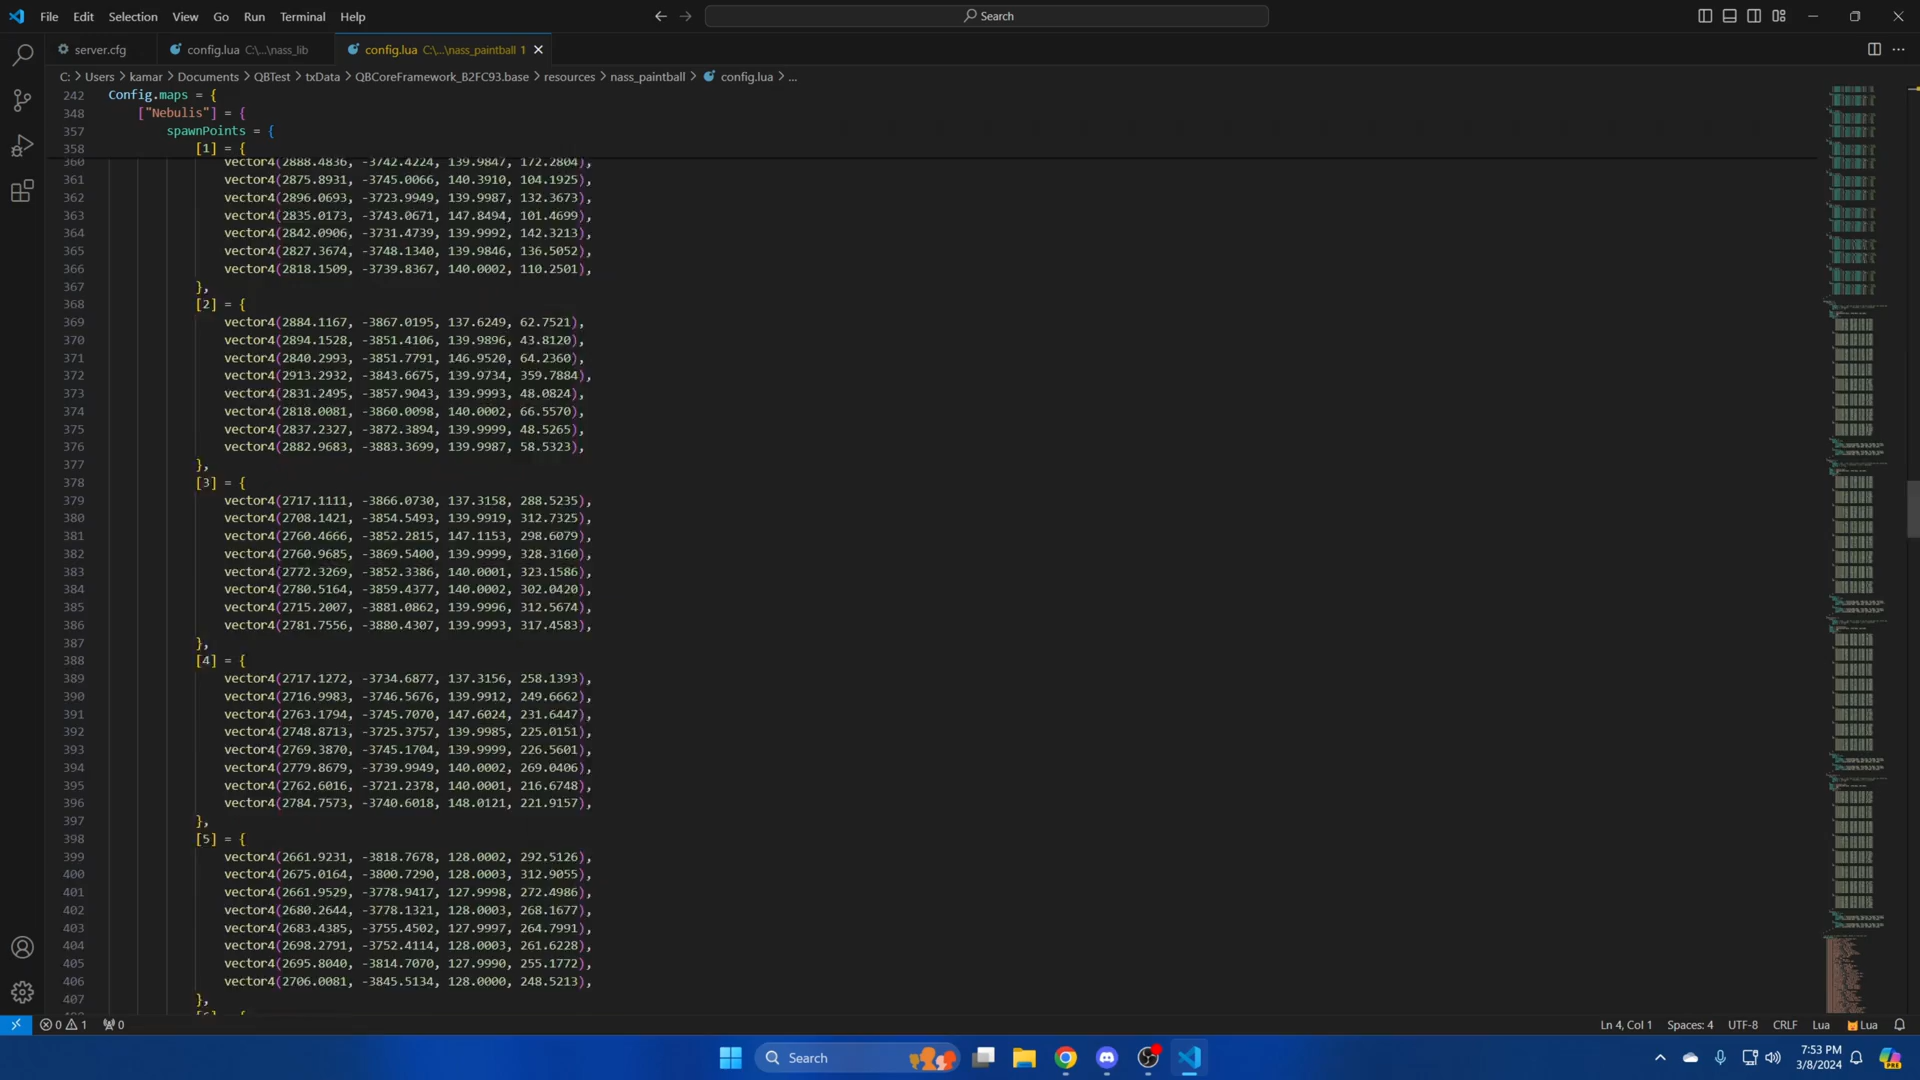 File Edit Selection View Go Run Terminal Help
Search
server.cfg
config.lua C:\...\nass_lib
config.lua C:\...\nass_paintball 1
C: > Users > kamar > Documents > QBTest > txData > QBCoreFramework_B2FC93.base > resources > nass_paintball > config.lua > ...
242 Config.maps = {
348 ["Nebulis"] = {
357 spawnPoints = {
358 [1] = {
360 vector4(2888.4836, -3742.4224, 139.9847, 172.2804),
361 vector4(2875.8931, -3745.0066, 140.3910, 104.1925),
362 vector4(2896.0693, -3723.9949, 139.9987, 132.3673),
363 vector4(2835.0173, -3743.0671, 147.8494, 101.4699),
364 vector4(2842.0906, -3731.4739, 139.9992, 142.3213),
365 vector4(2827.3674, -3748.1340, 139.9846, 136.5052),
366 vector4(2818.1509, -3739.8367, 140.0002, 110.2501),
367 },
368 [2] = {
369 vector4(2884.1167, -3867.0195, 137.6249, 62.7521),
370 vector4(2894.1528, -3851.4106, 139.9896, 43.8120),
371 vector4(2840.2993, -3851.7791, 146.9520, 64.2360),
372 vector4(2913.2932, -3843.6675, 139.9734, 359.7884),
373 vector4(2831.2495, -3857.9043, 139.9993, 48.0824),
374 vector4(2818.0081, -3860.0098, 140.0002, 66.5570),
375 vector4(2837.2327, -3872.3894, 139.9999, 48.5265),
376 vector4(2882.9683, -3883.3699, 139.9987, 58.5323),
377 },
378 [3] = {
379 vector4(2717.1111, -3866.0730, 137.3158, 288.5235),
380 vector4(2708.1421, -3854.5493, 139.9919, 312.7325),
381 vector4(2760.4666, -3852.2815, 147.1153, 298.6079),
382 vector4(2760.9685, -3869.5400, 139.9999, 328.3160),
383 vector4(2772.3269, -3852.3386, 140.0001, 323.1586),
384 vector4(2780.5164, -3859.4377, 140.0002, 302.0420),
385 vector4(2715.2007, -3881.0862, 139.9996, 312.5674),
386 vector4(2781.7556, -3880.4307, 139.9993, 317.4583),
387 },
388 [4] = {
389 vector4(2717.1272, -3734.6877, 137.3156, 258.1393),
390 vector4(2716.9983, -3746.5676, 139.9912, 249.6662),
391 vector4(2763.1794, -3745.7070, 147.6024, 231.6447),
392 vector4(2748.8713, -3725.3757, 139.9985, 225.0151),
393 vector4(2769.3870, -3745.1704, 139.9999, 226.5601),
394 vector4(2779.8679, -3739.9949, 140.0002, 269.0406),
395 vector4(2762.6016, -3721.2378, 140.0001, 216.6748),
396 vector4(2784.7573, -3740.6018, 148.0121, 221.9157),
397 },
398 [5] = {
399 vector4(2661.9231, -3818.7678, 128.0002, 292.5126),
400 vector4(2675.0164, -3800.7290, 128.0003, 312.9055),
401 vector4(2661.9529, -3778.9417, 127.9998, 272.4986),
402 vector4(2680.2644, -3778.1321, 128.0003, 268.1677),
403 vector4(2683.4385, -3755.4502, 127.9997, 264.7991),
404 vector4(2698.2791, -3752.4114, 128.0003, 261.6228),
405 vector4(2695.8040, -3814.7070, 127.9990, 255.1772),
406 vector4(2706.0081, -3845.5134, 128.0000, 248.5213),
407 },
0 1 0 Ln 4, Col 1 Spaces: 4 UTF-8 CRLF Lua Lua
Search
7:53 PM
3/8/2024
PRE